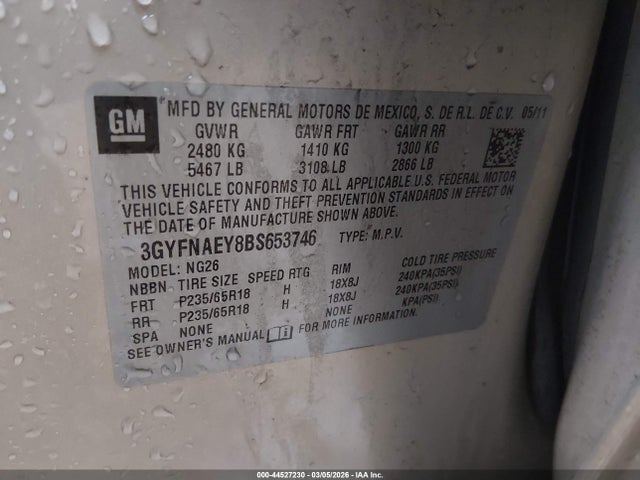 GM
*MFD BY GENERAL MOTORS DE MEXICO, S. DE R.L. DE C.V. 05/11
GVWR GAWR FRT GAWR RR
2480 KG 1410 KG 1300 KG
5467 LB 3108 LB 2866 LB
THIS VEHICLE CONFORMS TO ALL APPLICABLE U.S. FEDERAL MOTOR
VEHICLE SAFETY AND THEFT PREVENTION STANDARDS IN EFFECT ON
THE DATE OF MANUFACTURE SHOWN ABOVE.
3GYFNAEY8BS653746 TYPE: M.P.V.
MODEL: NG26
NBBN TIRE SIZE SPEED RTG RIM COLD TIRE PRESSURE
FRT P235/65R18 H 18X8J 240KPA(35PSI)
RR P235/65R18 H 18X8J 240KPA(35PSI)
SPA NONE NONE KPA(PSI)
SEE OWNER'S MANUAL i FOR MORE INFORMATION.
000-44527230 - 03/05/2026 - IAA Inc.